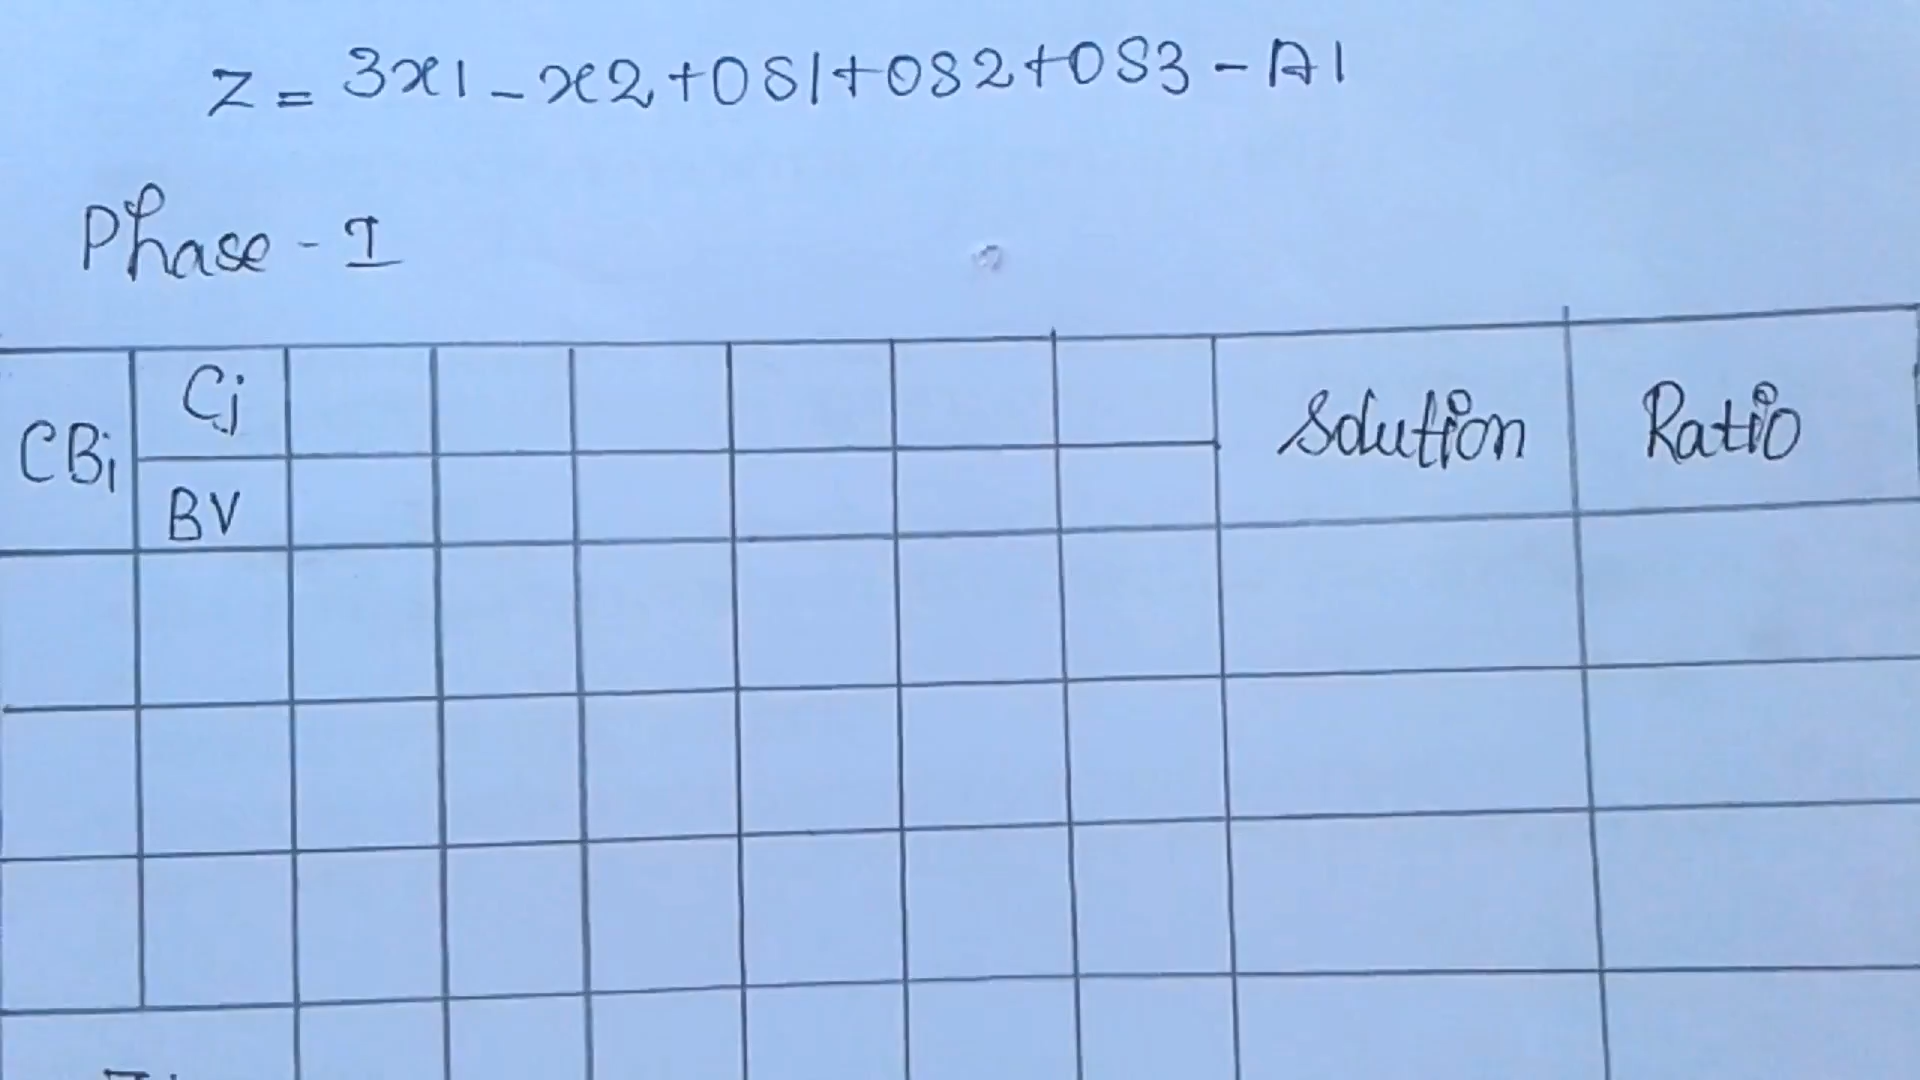 Z = 3x1 - x2 + 0S1 + 0S2 + 0S3 - A1
Phase - I
CBi Cj Solution Ratio
BV